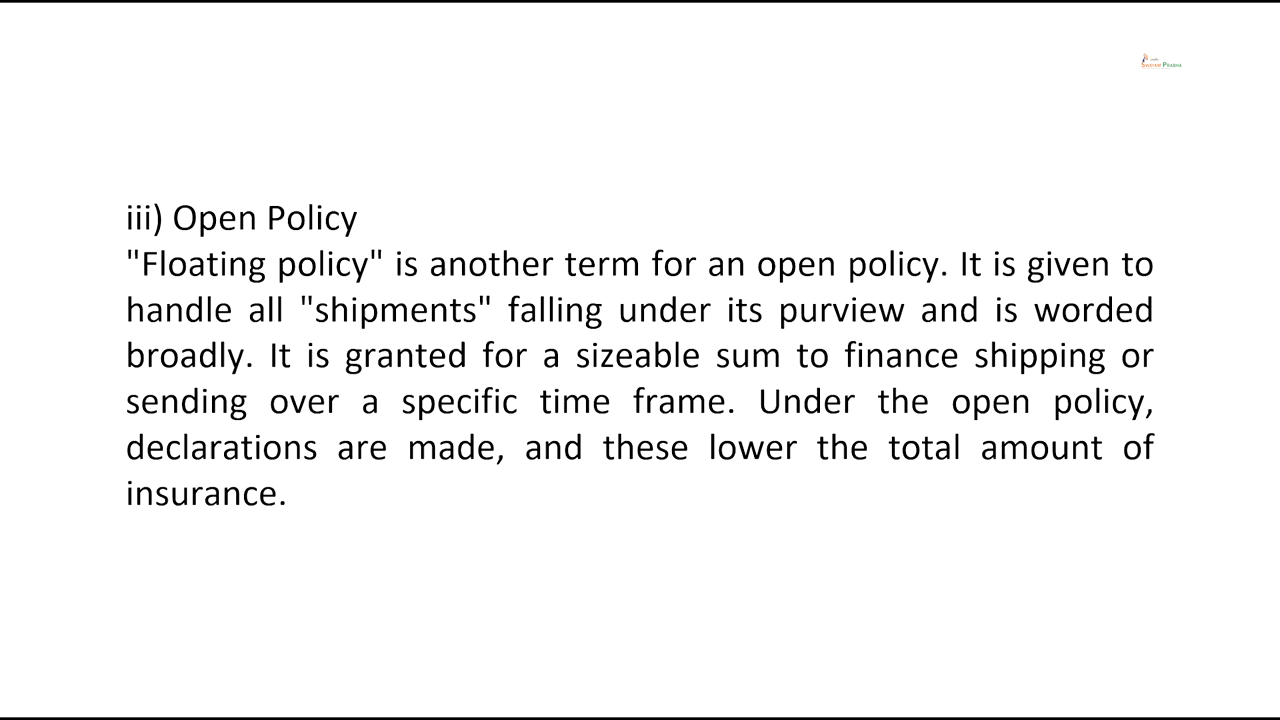 SWAYAM PRABHA
iii) Open Policy
"Floating policy" is another term for an open policy. It is given to
handle all "shipments" falling under its purview and is worded
broadly. It is granted for a sizeable sum to finance shipping or
sending over a specific time frame. Under the open policy,
declarations are made, and these lower the total amount of
insurance.